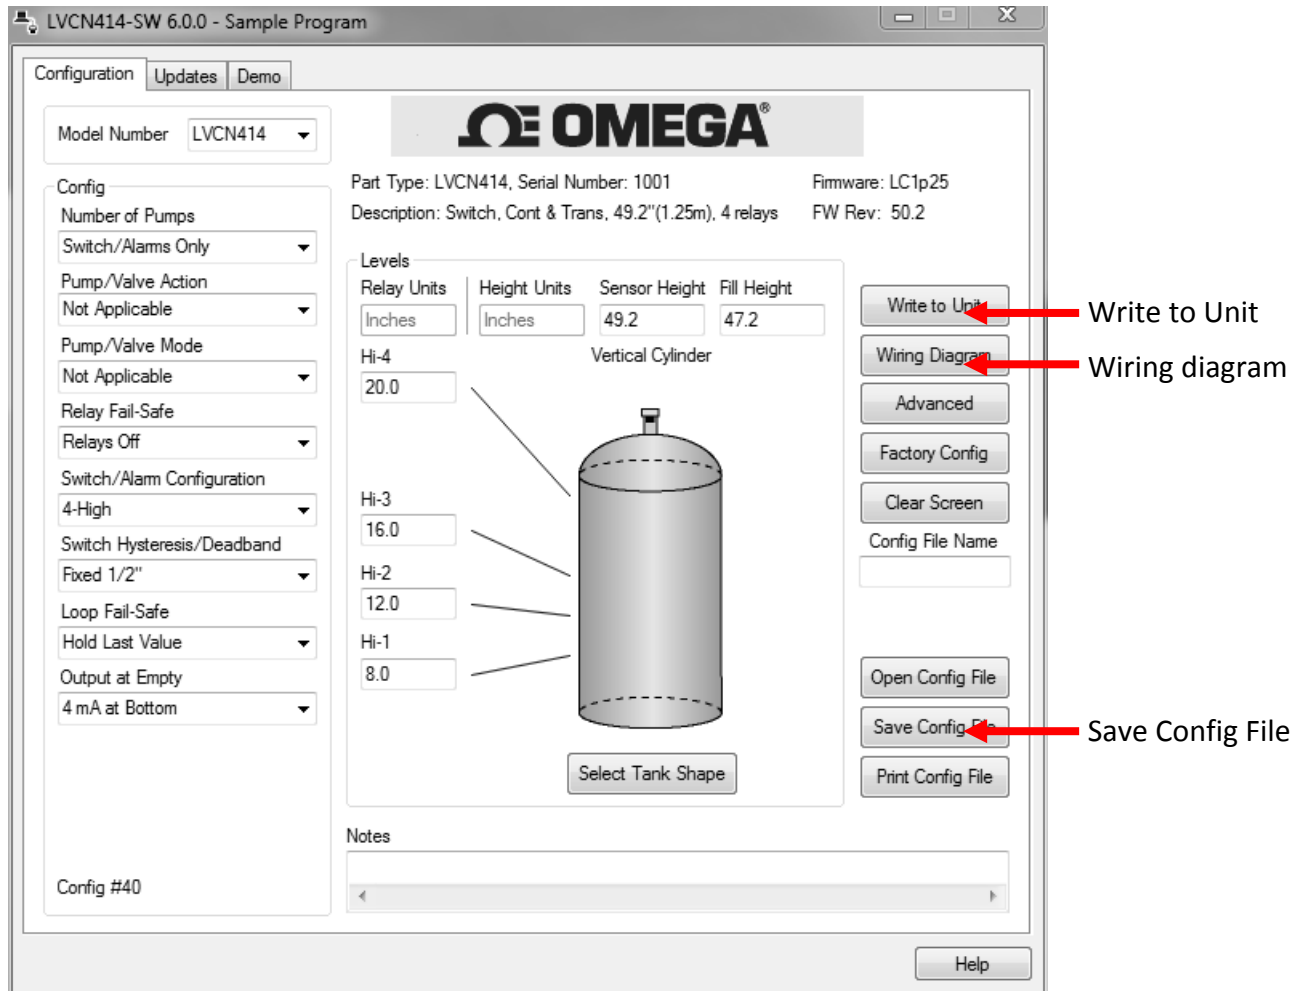 LVCN414-SW 6.0.0 - Sample Program
Configuration Updates Demo
OMEGA®
Model Number LVCN414
Part Type: LVCN414, Serial Number: 1001 Firmware: LC1p25
Description: Switch, Cont & Trans, 49.2"(1.25m), 4 relays FW Rev: 50.2
Config
Number of Pumps
Switch/Alarms Only
Pump/Valve Action
Not Applicable
Pump/Valve Mode
Not Applicable
Relay Fail-Safe
Relays Off
Switch/Alarm Configuration
4-High
Switch Hysteresis/Deadband
Fixed 1/2"
Loop Fail-Safe
Hold Last Value
Output at Empty
4 mA at Bottom
Config #40
Levels
Relay Units Height Units Sensor Height Fill Height
Inches Inches 49.2 47.2
Vertical Cylinder
Hi-4
20.0
Hi-3
16.0
Hi-2
12.0
Hi-1
8.0
Select Tank Shape
Write to Unit
Wiring Diagram
Advanced
Factory Config
Clear Screen
Config File Name
Open Config File
Save Config File
Print Config File
Write to Unit
Wiring diagram
Save Config File
Notes
Help